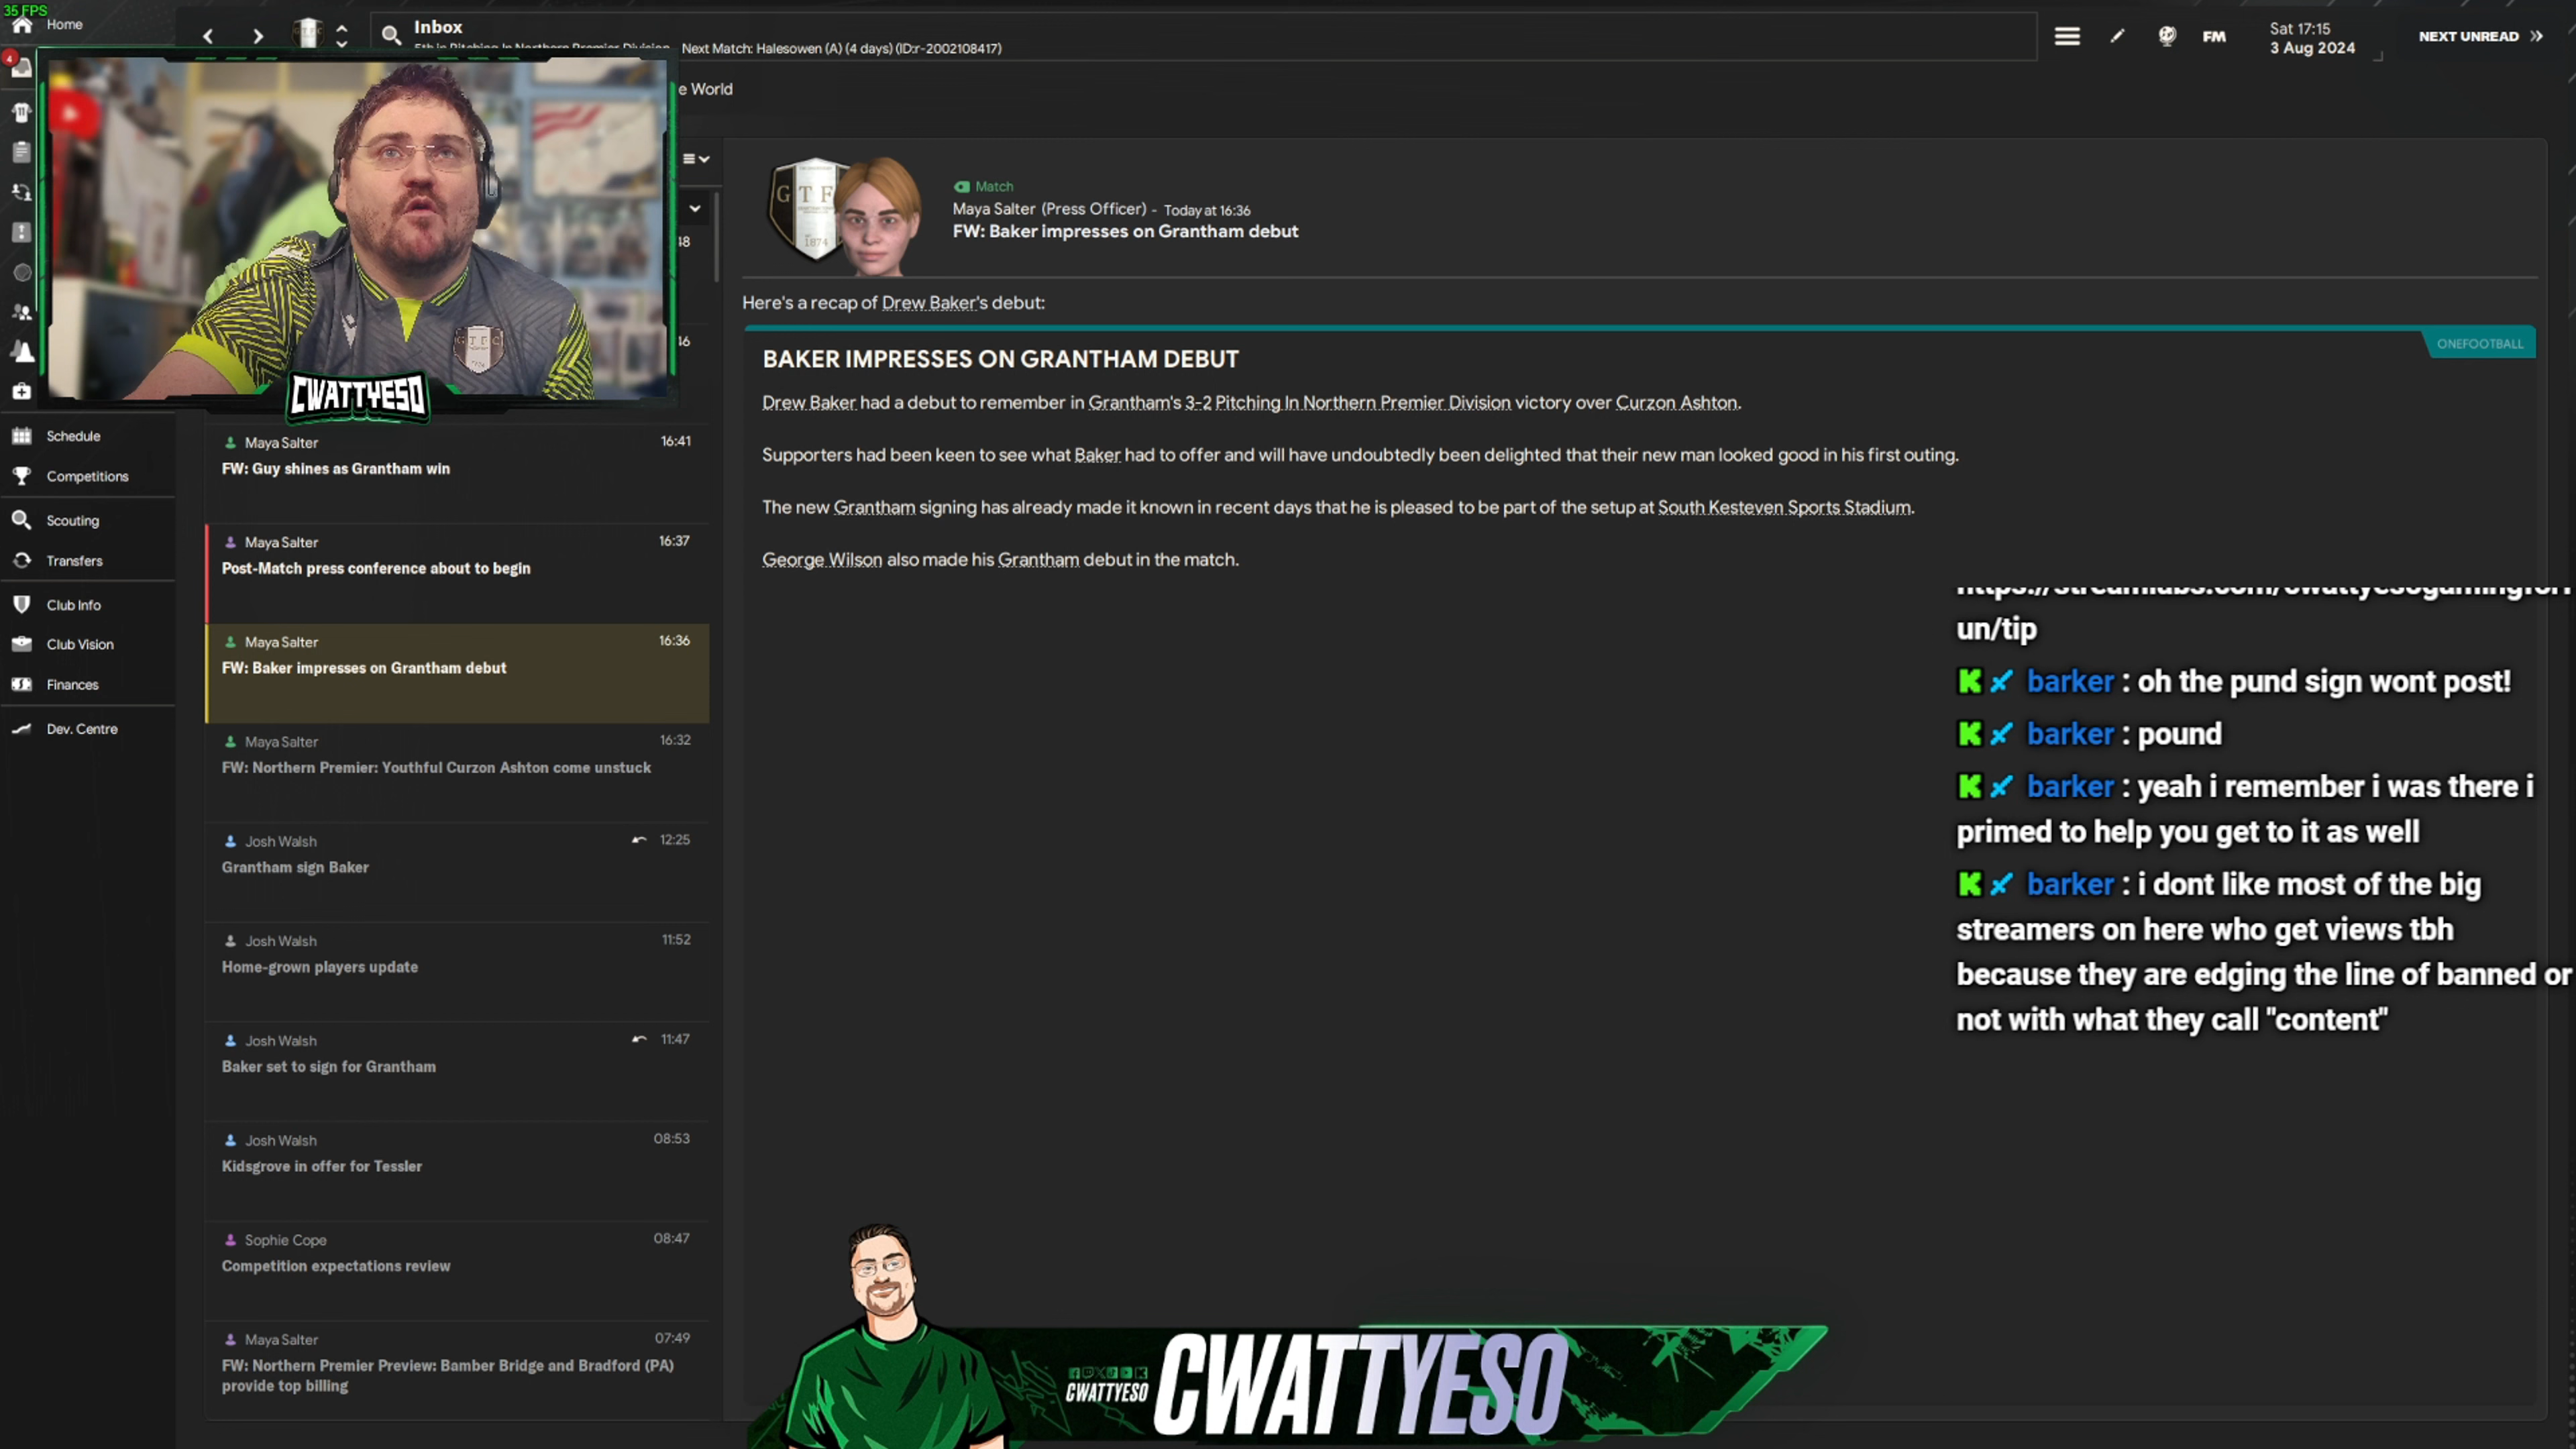 35 FPS
Home
Inbox
Next Match: Halesowen (A) (4 days) (ID:r-2002108417)
FM
Sat 17:15
3 Aug 2024
NEXT UNREAD
4
e World
CWATTYESO
48
46
Schedule
Competitions
Scouting
Transfers
Club Info
Club Vision
Finances
Dev. Centre
Maya Salter 16:41
FW: Guy shines as Grantham win
Maya Salter 16:37
Post-Match press conference about to begin
Maya Salter 16:36
FW: Baker impresses on Grantham debut
Maya Salter 16:32
FW: Northern Premier: Youthful Curzon Ashton come unstuck
Josh Walsh 12:25
Grantham sign Baker
Josh Walsh 11:52
Home-grown players update
Josh Walsh 11:47
Baker set to sign for Grantham
Josh Walsh 08:53
Kidsgrove in offer for Tessler
Sophie Cope 08:47
Competition expectations review
Maya Salter 07:49
FW: Northern Premier Preview: Bamber Bridge and Bradford (PA)
provide top billing
GTF
1874
Match
Maya Salter (Press Officer) - Today at 16:36
FW: Baker impresses on Grantham debut
Here's a recap of Drew Baker's debut:
ONEFOOTBALL
BAKER IMPRESSES ON GRANTHAM DEBUT
Drew Baker had a debut to remember in Grantham's 3-2 Pitching In Northern Premier Division victory over Curzon Ashton.
Supporters had been keen to see what Baker had to offer and will have undoubtedly been delighted that their new man looked good in his first outing.
The new Grantham signing has already made it known in recent days that he is pleased to be part of the setup at South Kesteven Sports Stadium.
George Wilson also made his Grantham debut in the match.
un/tip
barker : oh the pund sign wont post!
barker : pound
barker : yeah i remember i was there i
primed to help you get to it as well
barker : i dont like most of the big
streamers on here who get views tbh
because they are edging the line of banned or
not with what they call "content"
CWATTYESO
CWATTYESO